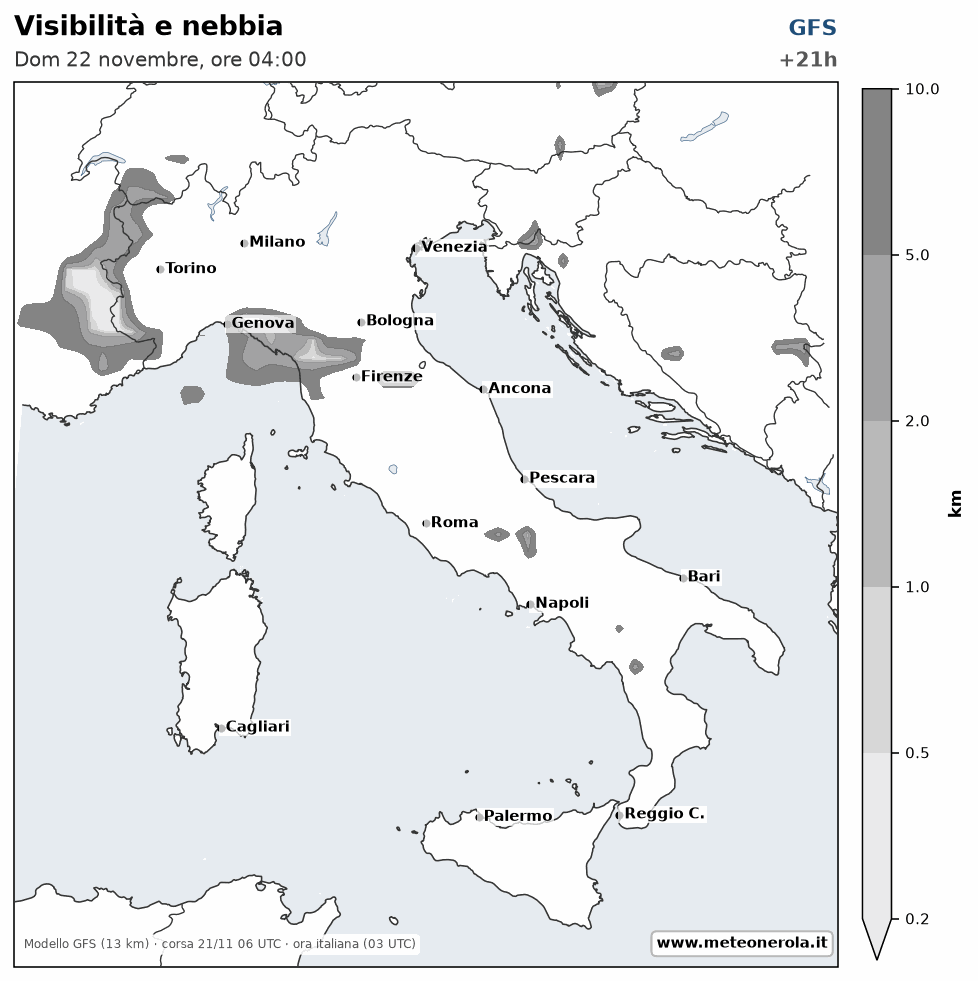 Visibilità e nebbia
GFS
Dom 22 novembre, ore 04:00
+21h
10.0
5.0
2.0
1.0
0.5
0.2
km
Milano
Venezia
Torino
Genova
Bologna
Firenze
Ancona
Pescara
Roma
Bari
Napoli
Cagliari
Palermo
Reggio C.
Modello GFS (13 km) · corsa 21/11 06 UTC · ora italiana (03 UTC)
www.meteonerola.it